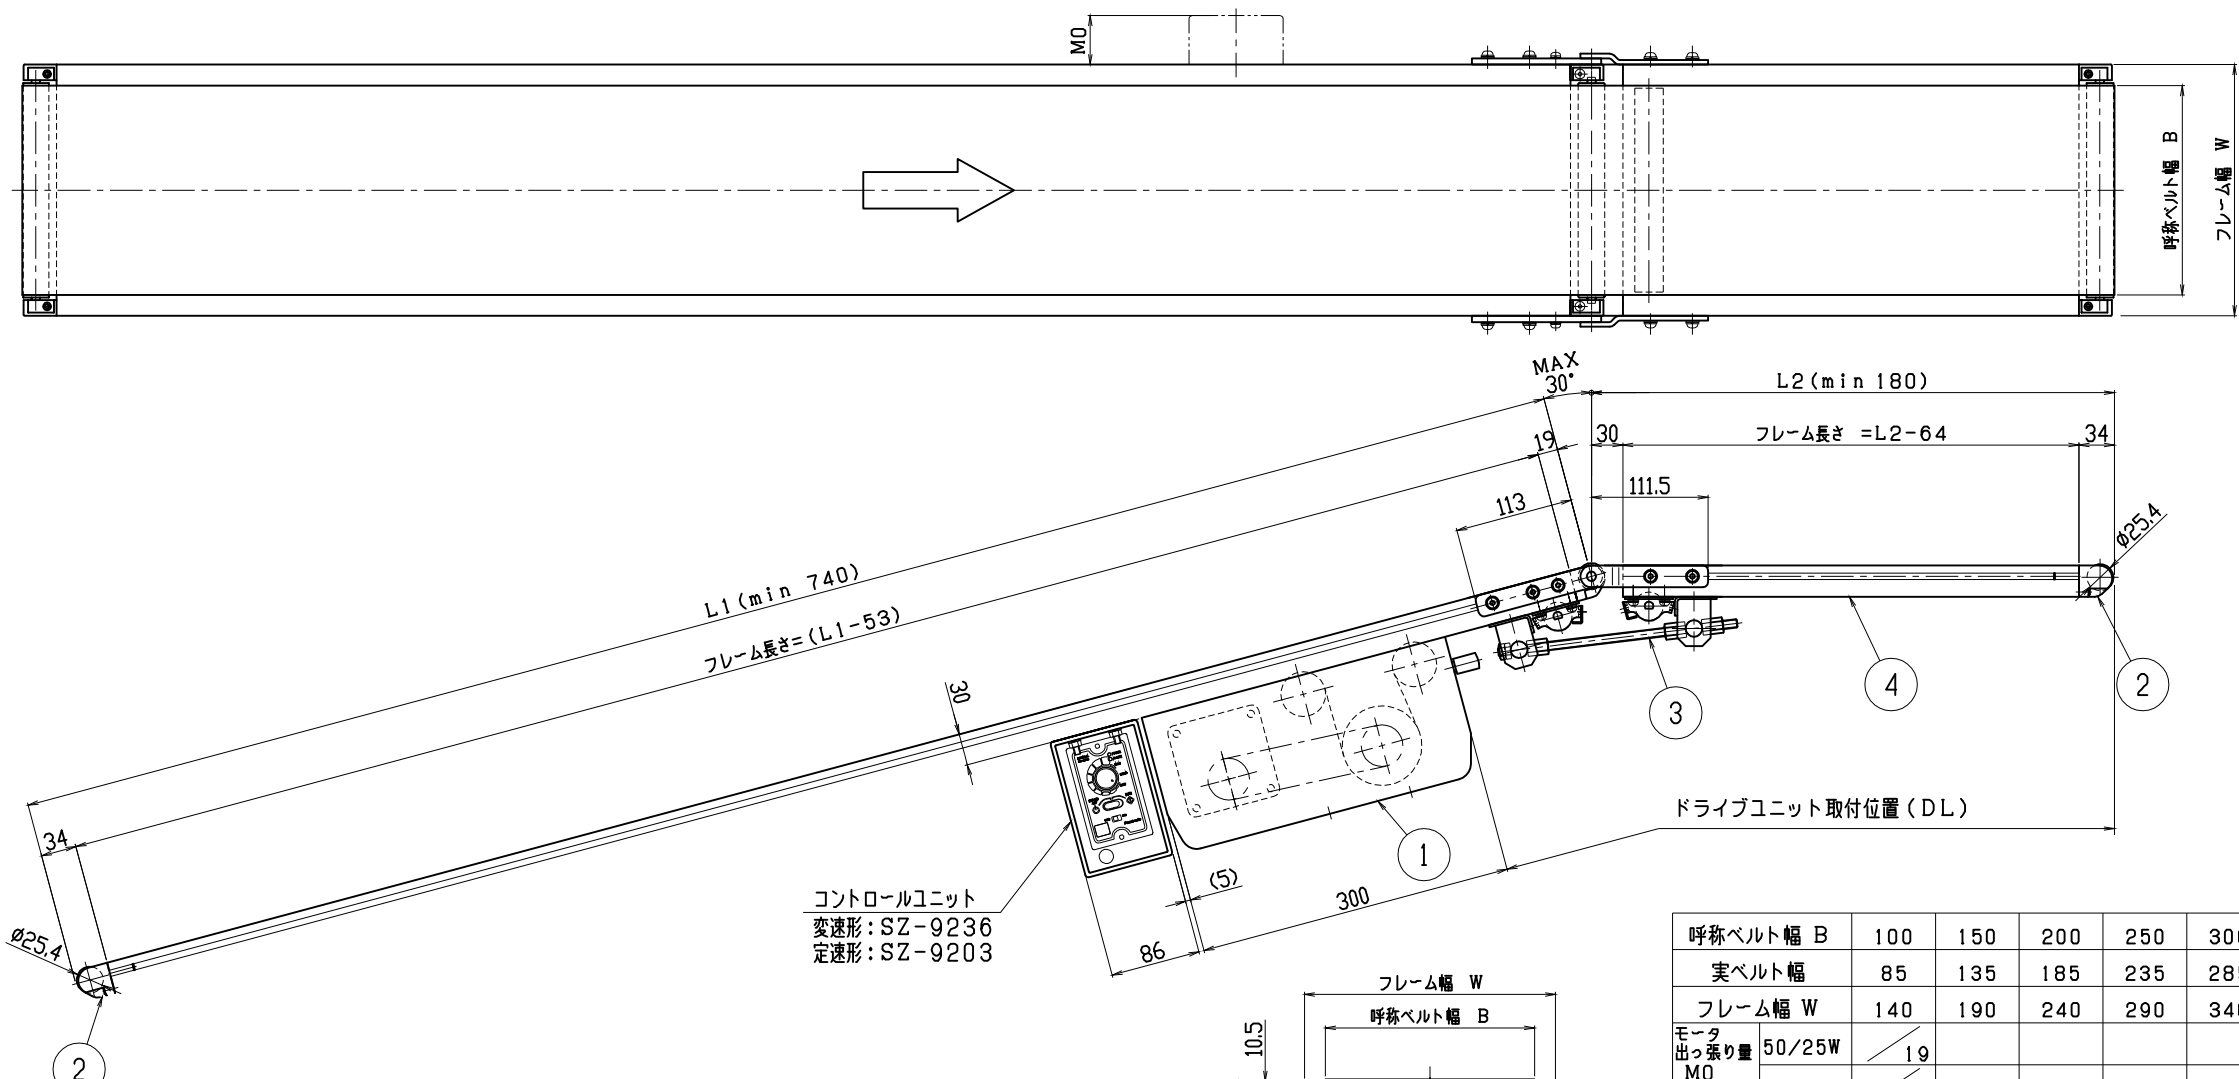 MO
呼称ベルト幅 B
フレーム幅 W
MAX
30°
L2(min 180)
19
30
フレーム長さ =L2-64
34
113
111.5
φ25.4
L1(min 740)
フレーム長さ=(L1-53)
30
4
2
3
ドライブユニット取付位置(DL)
34
1
(5)
300
86
コントロールユニット
変速形:SZ-9236
定速形:SZ-9203
φ25.4
2
フレーム幅 W
呼称ベルト幅 B
10.5
呼称ベルト幅 B 100 150 200 250 300
実ベルト幅 85 135 185 235 28
フレーム幅 W 140 190 240 290 340
モータ
出っ張り量 50/25W 19
MO